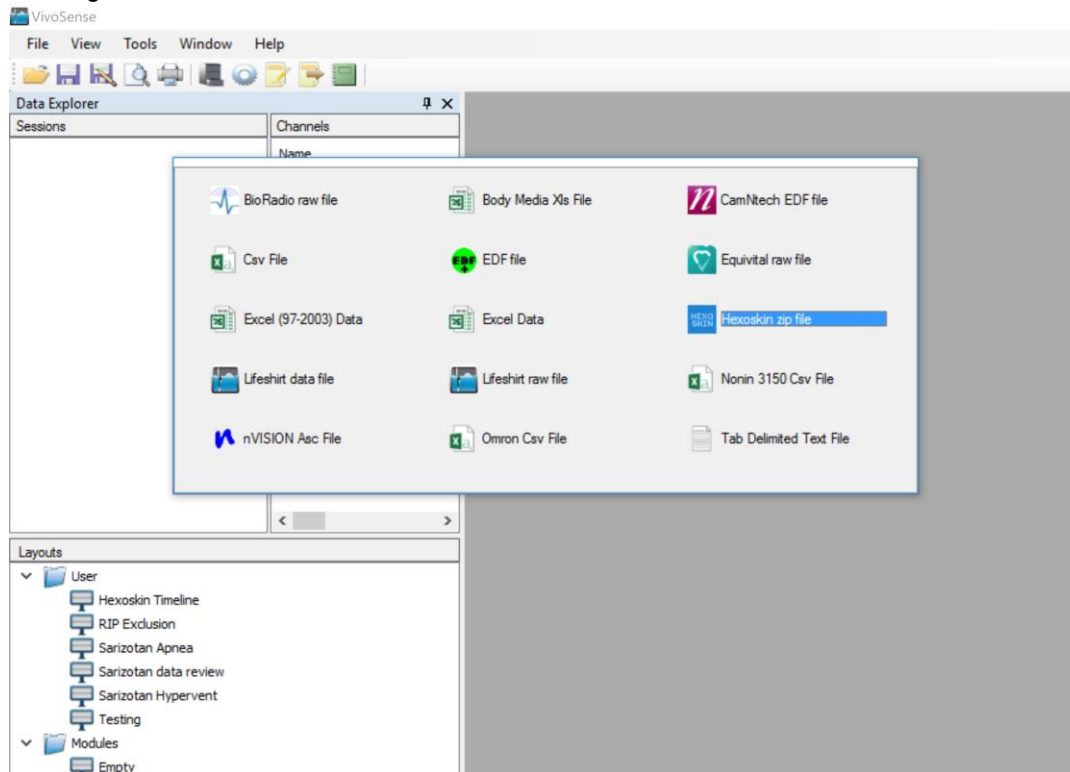 VivoSense
File View Tools Window Help
Data Explorer
Sessions Channels
Name
BioRadio raw file Body Media Xls File CamNtech EDF file
Csv File EDF file Equivital raw file
Excel (97-2003) Data Excel Data HEXO SKIN Hexoskin zip file
Lifeshirt data file Lifeshirt raw file Nonin 3150 Csv File
nVISION Asc File Omron Csv File Tab Delimited Text File
Layouts
User
Hexoskin Timeline
RIP Exclusion
Sarizotan Apnea
Sarizotan data review
Sarizotan Hypervent
Testing
Modules
Empty